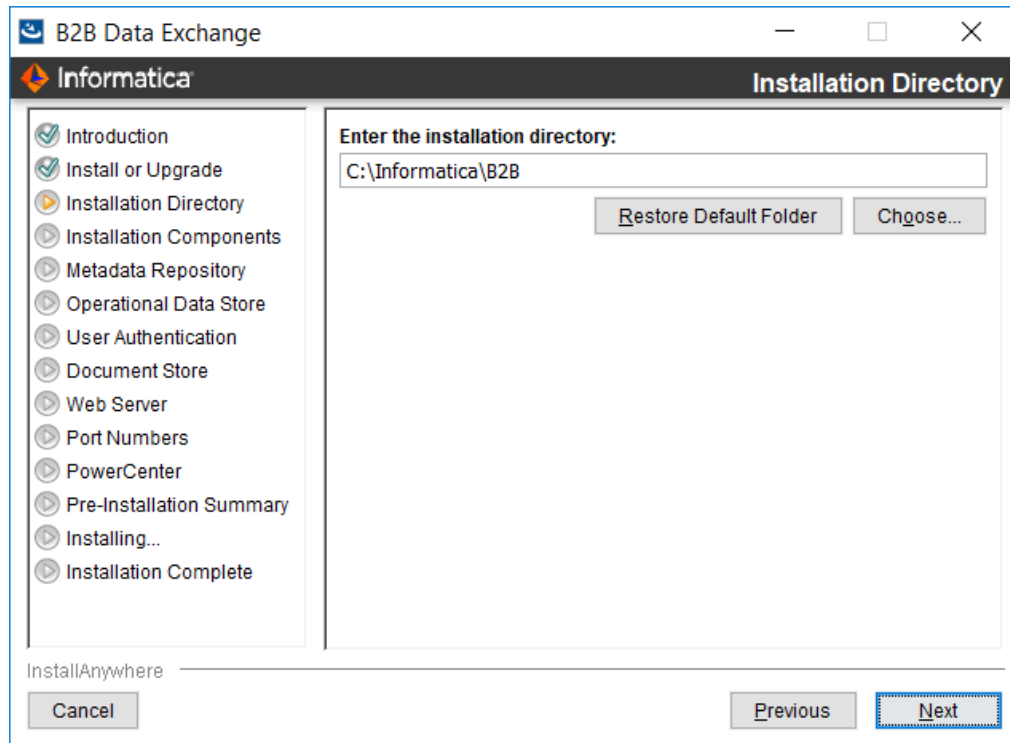 B2B Data Exchange
Informatica
Installation Directory
Introduction
Install or Upgrade
Installation Directory
Installation Components
Metadata Repository
Operational Data Store
User Authentication
Document Store
Web Server
Port Numbers
PowerCenter
Pre-Installation Summary
Installing...
Installation Complete
Enter the installation directory:
C:\Informatica\B2B
Restore Default Folder
Choose...
InstallAnywhere
Cancel
Previous
Next